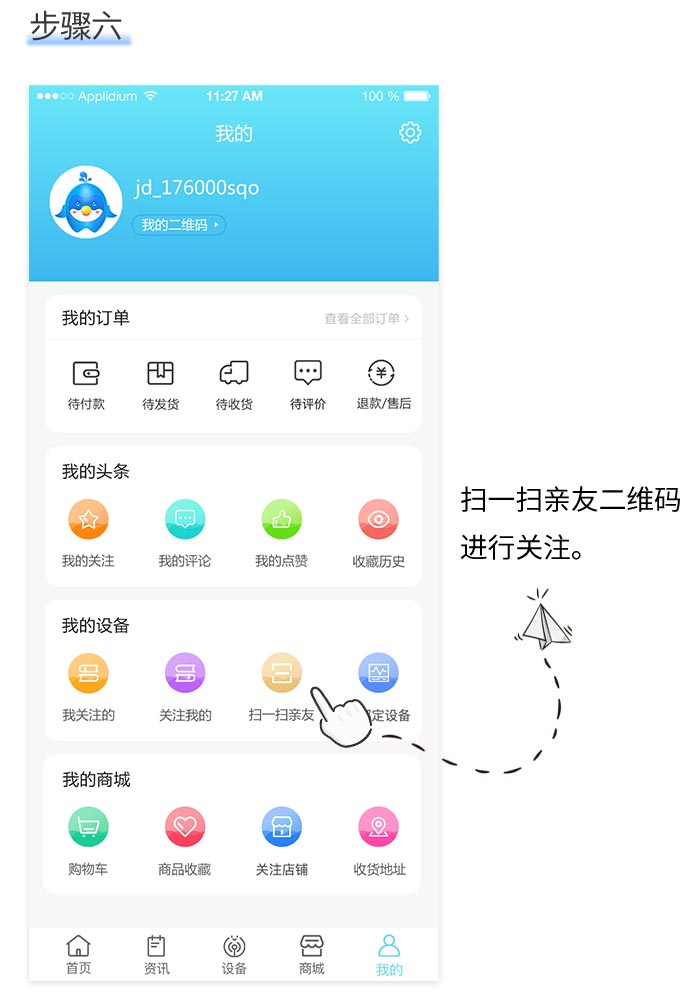 步骤六
Applidium 11:27 AM 100 %
我的
jd_176000sqo
我的二维码
我的订单 查看全部订单
待付款 待发货 待收货 待评价 退款/售后
我的头条
我的关注 我的评论 我的点赞 收藏历史
扫一扫亲友二维码
进行关注。
我的设备
我关注的 关注我的 扫一扫亲友 定设备
我的商城
购物车 商品收藏 关注店铺 收货地址
首页 资讯 设备 商城 我的